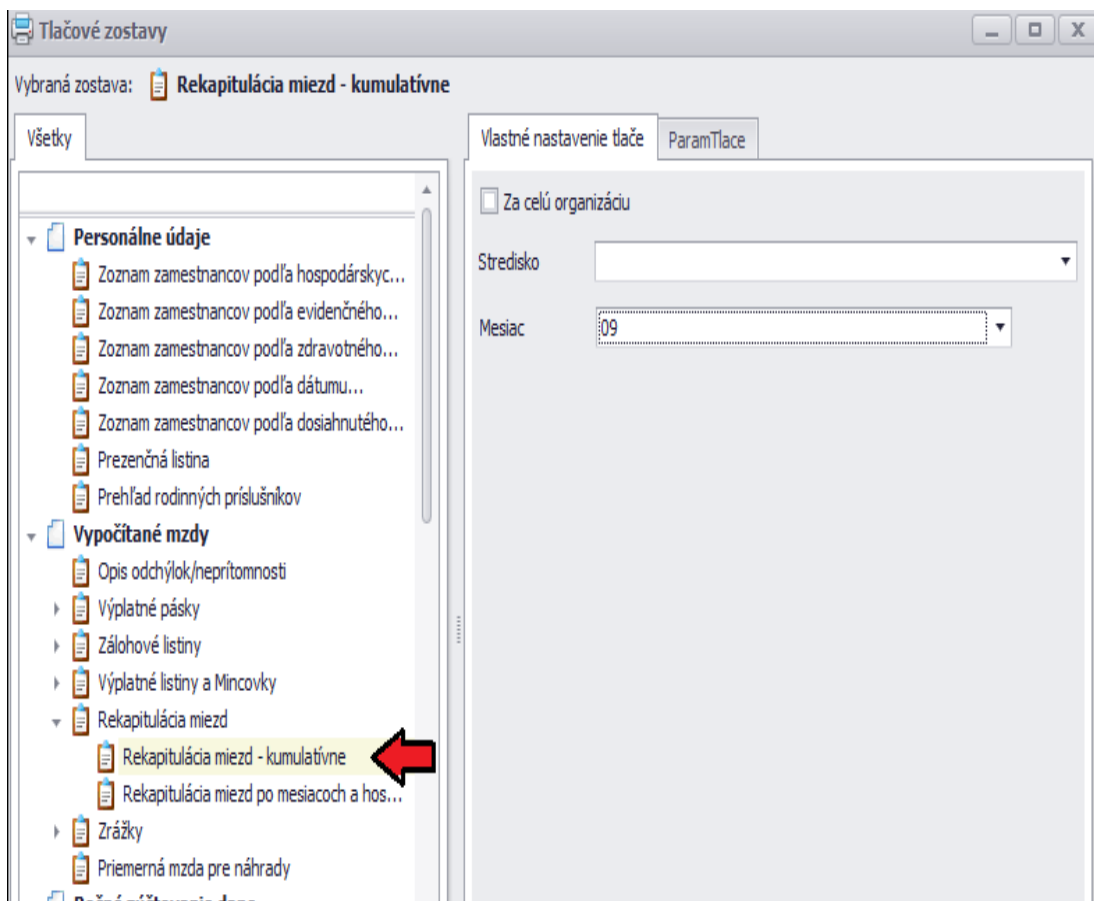 Tlačové zostavy
Vybraná zostava: Rekapitulácia miezd - kumulatívne
Všetky
Personálne údaje
Zoznam zamestnancov podľa hospodárskyc...
Zoznam zamestnancov podľa evidenčného...
Zoznam zamestnancov podľa zdravotného...
Zoznam zamestnancov podľa dátumu...
Zoznam zamestnancov podľa dosiahnutého...
Prezenčná listina
Prehľad rodinných príslušníkov
Vypočítané mzdy
Opis odchýlok/neprítomnosti
Výplatné pásky
Zálohové listiny
Výplatné listiny a Mincovky
Rekapitulácia miezd
Rekapitulácia miezd - kumulatívne
Rekapitulácia miezd po mesiacoch a hos...
Zrážky
Priemerná mzda pre náhrady
Vlastné nastavenie tlače
ParamTlace
Za celú organizáciu
Stredisko
Mesiac
09